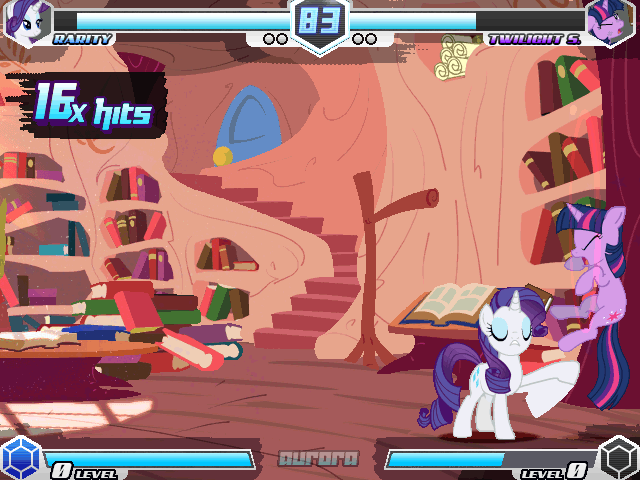 83
RARITY
TWILIGHT S.
16x hits
0 LEVEL
aurora
LEVEL 0